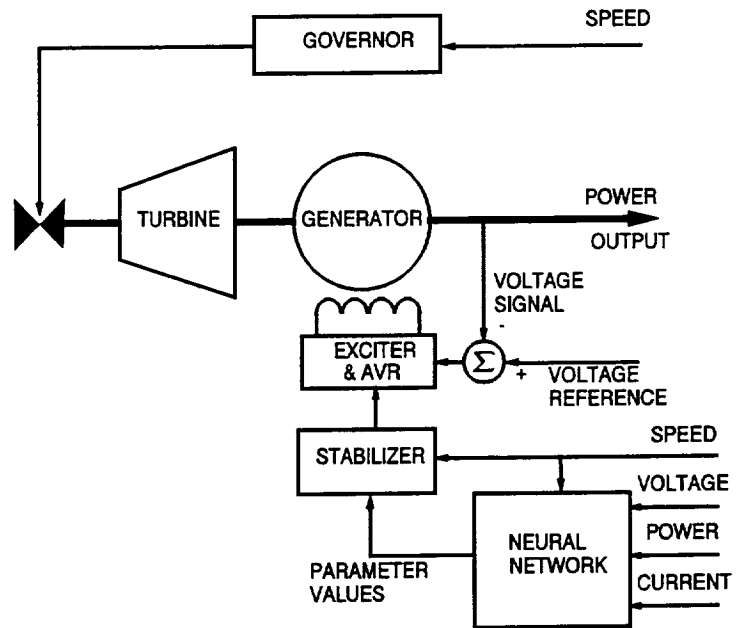 SPEED
GOVERNOR
TURBINE
GENERATOR
POWER
OUTPUT
VOLTAGE
SIGNAL
-
EXCITER
& AVR
Σ
+
VOLTAGE
REFERENCE
SPEED
STABILIZER
VOLTAGE
POWER
NEURAL
NETWORK
CURRENT
PARAMETER
VALUES